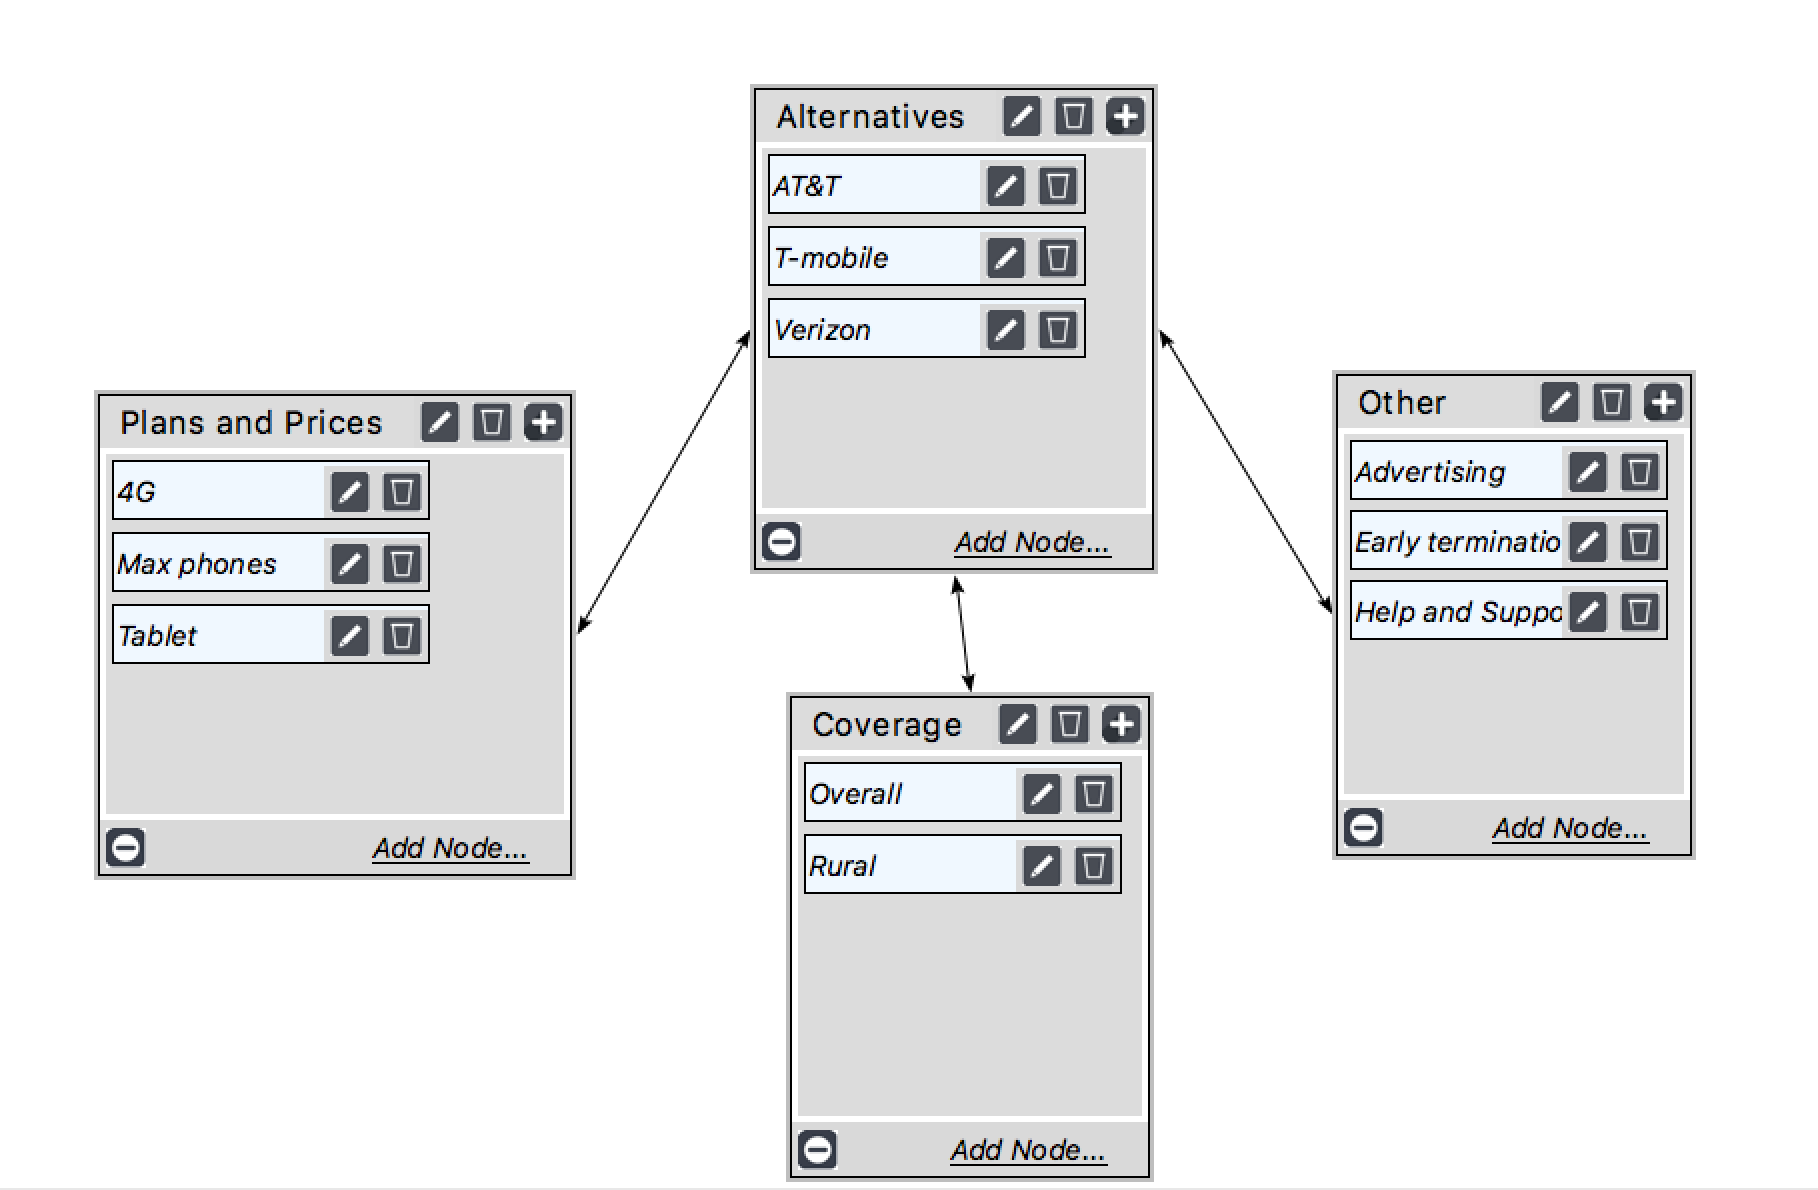 Alternatives
AT&T
T-mobile
Verizon
Add Node...
Plans and Prices
4G
Max phones
Tablet
Add Node...
Other
Advertising
Early terminatio
Help and Suppo
Add Node...
Coverage
Overall
Rural
Add Node...